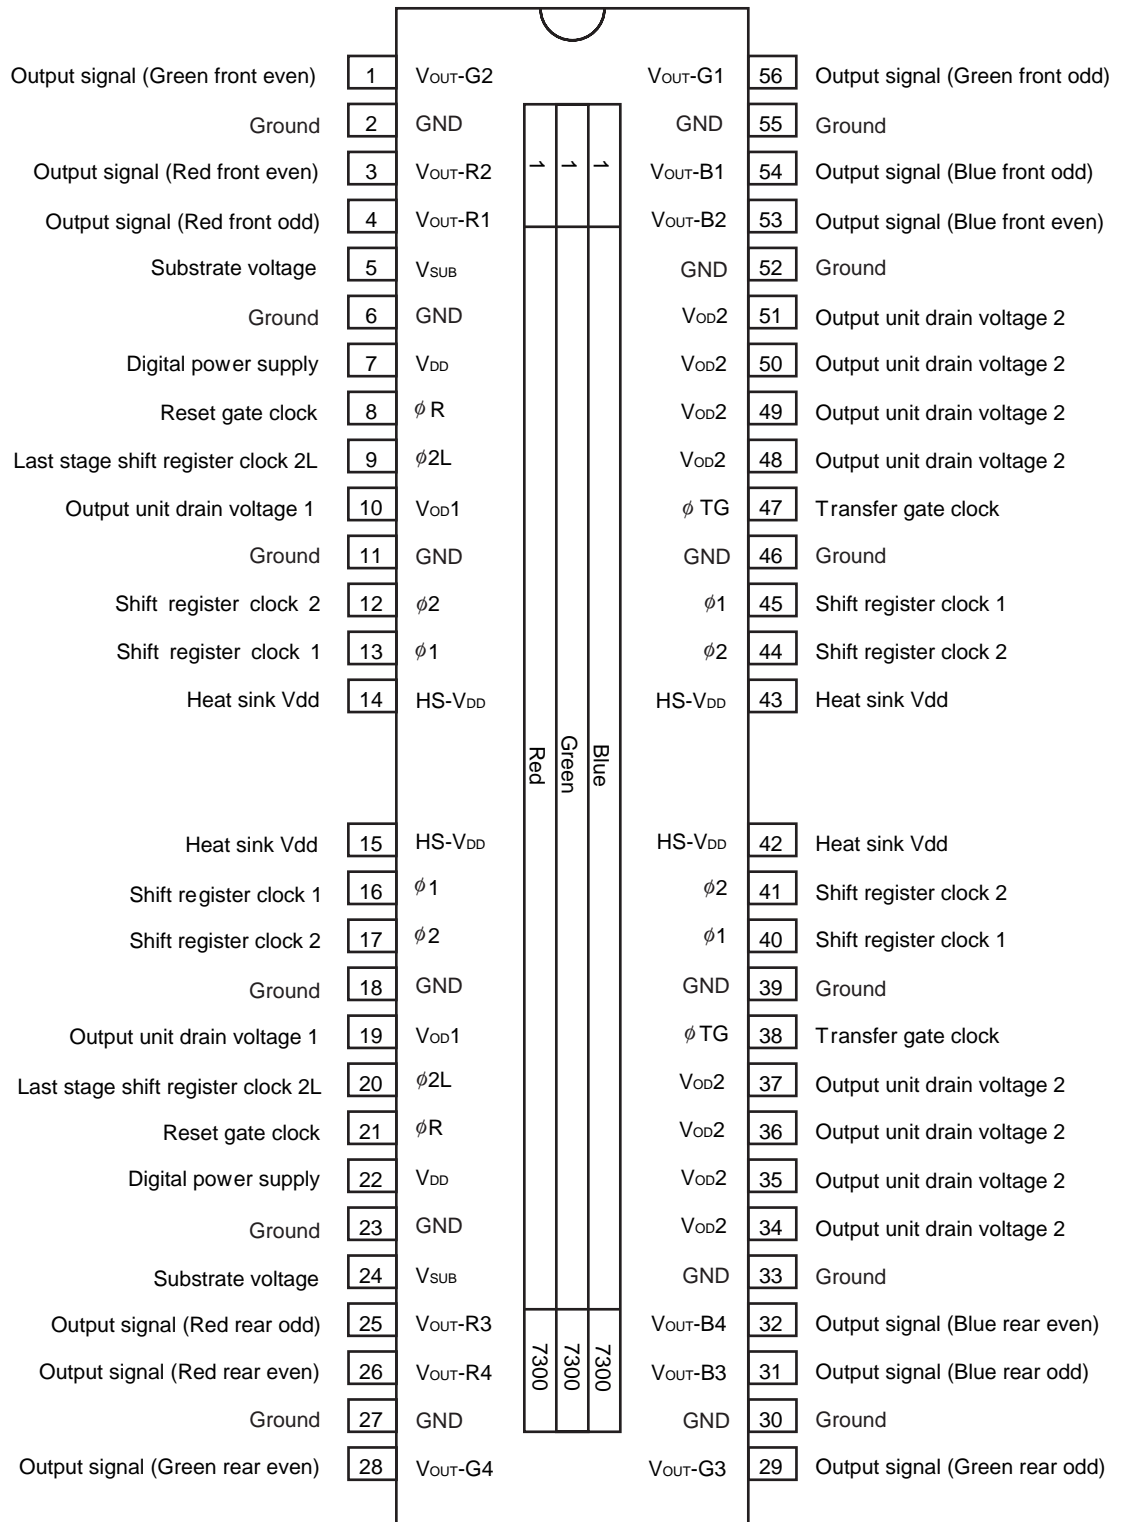 Output signal (Green front even) 1 VOUT-G2 VOUT-G1 56 Output signal (Green front odd)
Ground 2 GND GND 55 Ground
Output signal (Red front even) 3 VOUT-R2 1 1 1 VOUT-B1 54 Output signal (Blue front odd)
Output signal (Red front odd) 4 VOUT-R1 VOUT-B2 53 Output signal (Blue front even)
Substrate voltage 5 VSUB GND 52 Ground
Ground 6 GND VOD2 51 Output unit drain voltage 2
Digital power supply 7 VDD VOD2 50 Output unit drain voltage 2
Reset gate clock 8 ϕR VOD2 49 Output unit drain voltage 2
Last stage shift register clock 2L 9 ϕ2L VOD2 48 Output unit drain voltage 2
Output unit drain voltage 1 10 VOD1 ϕTG 47 Transfer gate clock
Ground 11 GND GND 46 Ground
Shift register clock 2 12 ϕ2 ϕ1 45 Shift register clock 1
Shift register clock 1 13 ϕ1 ϕ2 44 Shift register clock 2
Heat sink Vdd 14 HS-VDD HS-VDD 43 Heat sink Vdd
Red Green Blue
Heat sink Vdd 15 HS-VDD HS-VDD 42 Heat sink Vdd
Shift register clock 1 16 ϕ1 ϕ2 41 Shift register clock 2
Shift register clock 2 17 ϕ2 ϕ1 40 Shift register clock 1
Ground 18 GND GND 39 Ground
Output unit drain voltage 1 19 VOD1 ϕTG 38 Transfer gate clock
Last stage shift register clock 2L 20 ϕ2L VOD2 37 Output unit drain voltage 2
Reset gate clock 21 ϕR VOD2 36 Output unit drain voltage 2
Digital power supply 22 VDD VOD2 35 Output unit drain voltage 2
Ground 23 GND VOD2 34 Output unit drain voltage 2
Substrate voltage 24 VSUB GND 33 Ground
Output signal (Red rear odd) 25 VOUT-R3 VOUT-B4 32 Output signal (Blue rear even)
Output signal (Red rear even) 26 VOUT-R4 7300 7300 7300 VOUT-B3 31 Output signal (Blue rear odd)
Ground 27 GND GND 30 Ground
Output signal (Green rear even) 28 VOUT-G4 VOUT-G3 29 Output signal (Green rear odd)